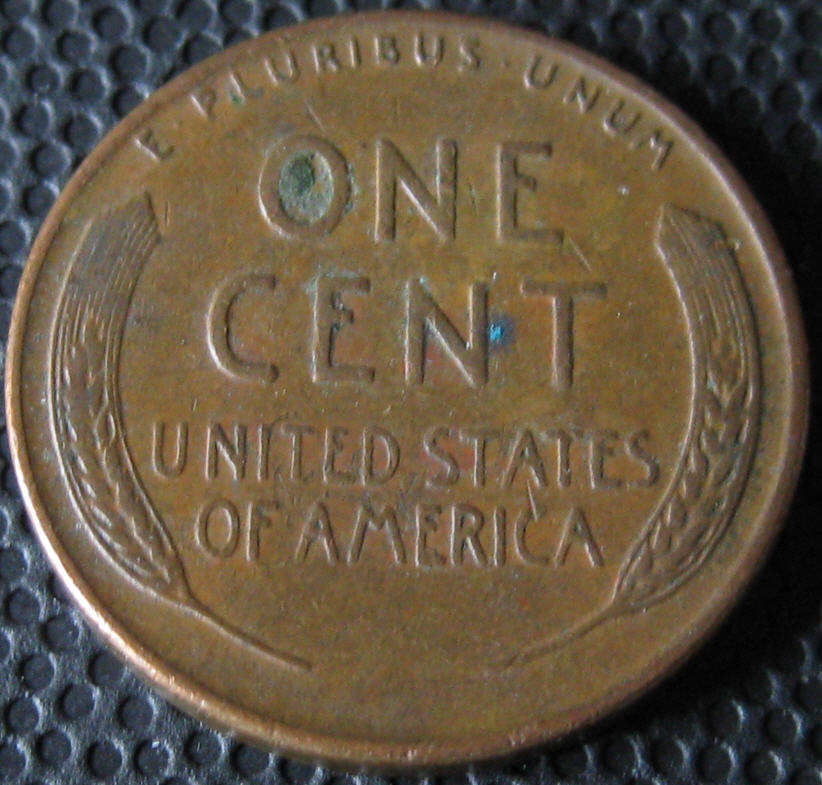 E · PLURIBUS · UNUM
ONE
CENT
UNITED STATES
OF AMERICA